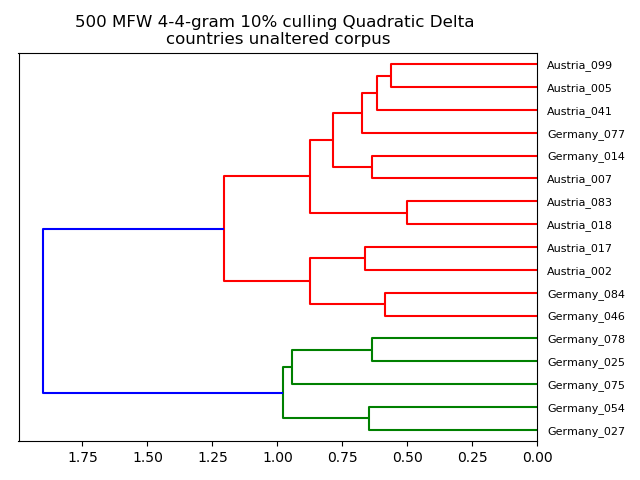 500 MFW 4-4-gram 10% culling Quadratic Delta
countries unaltered corpus
Austria_099
Austria_005
Austria_041
Germany_077
Germany_014
Austria_007
Austria_083
Austria_018
Austria_017
Austria_002
Germany_084
Germany_046
Germany_078
Germany_025
Germany_075
Germany_054
Germany_027
1.75 1.50 1.25 1.00 0.75 0.50 0.25 0.00